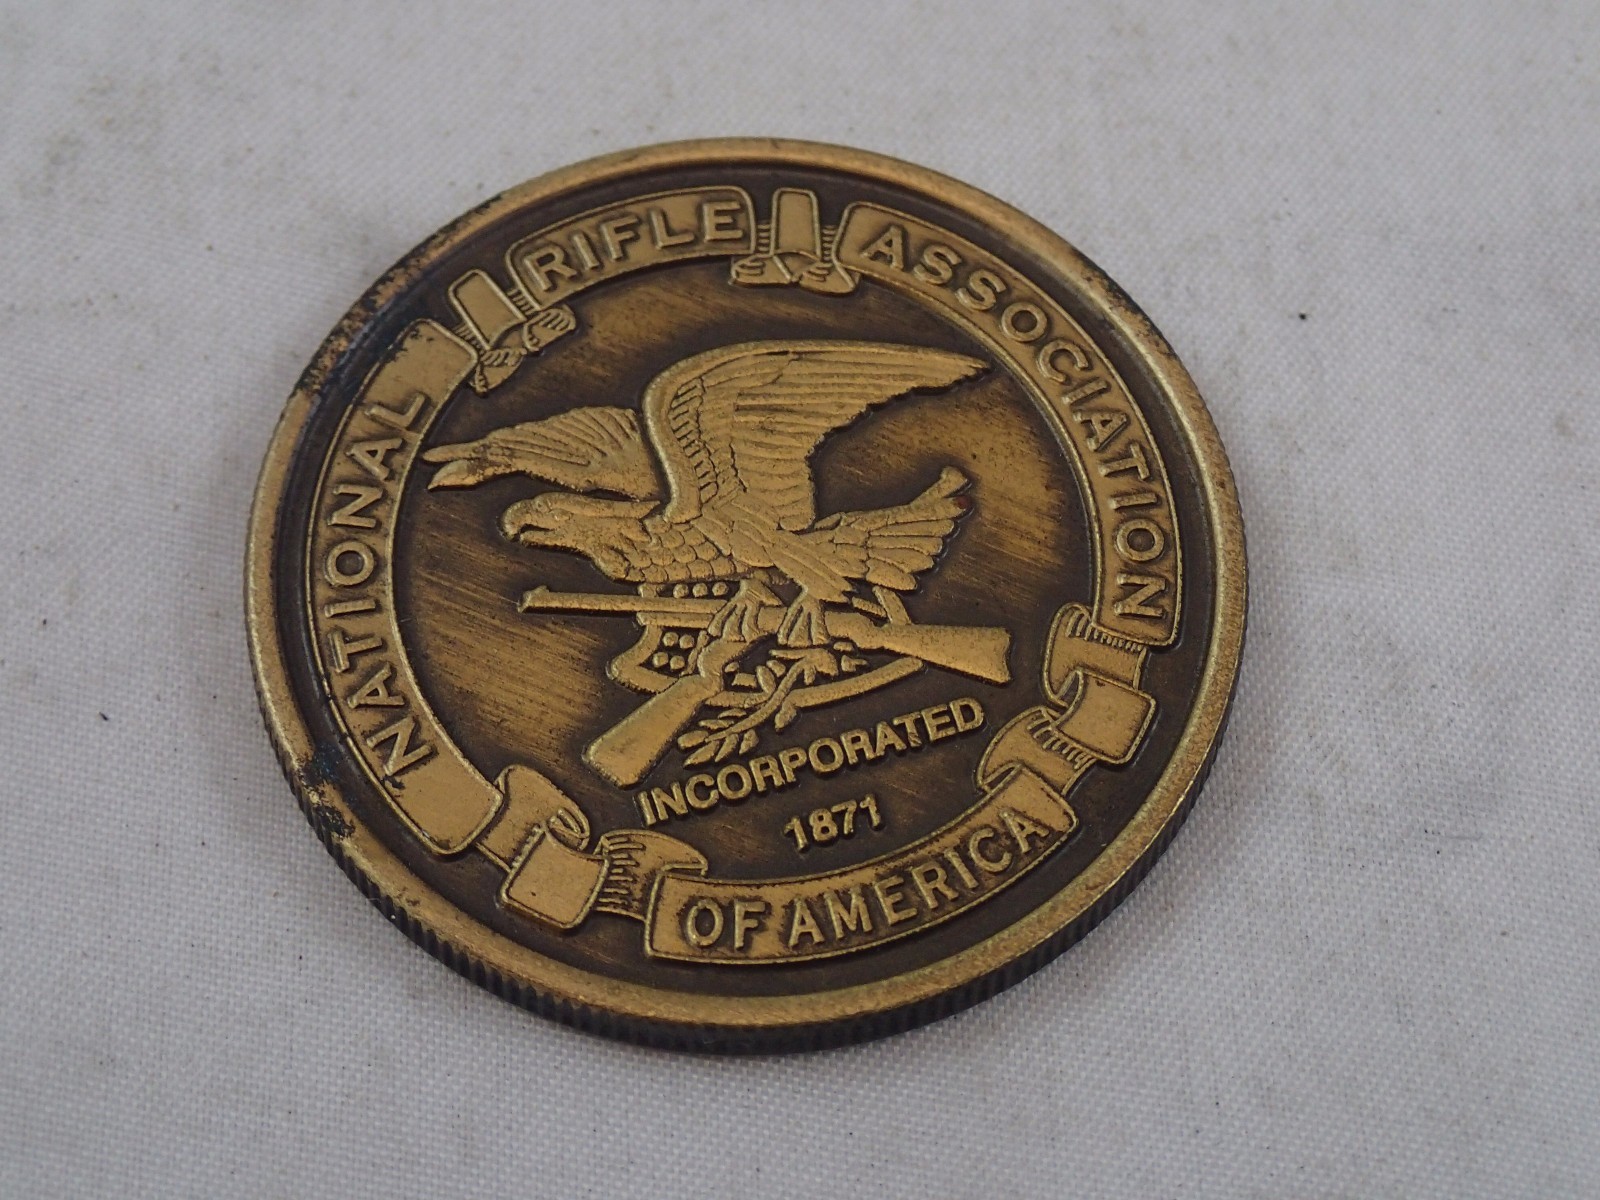 NATIONAL RIFLE ASSOCIATION
INCORPORATED
1871
OF AMERICA